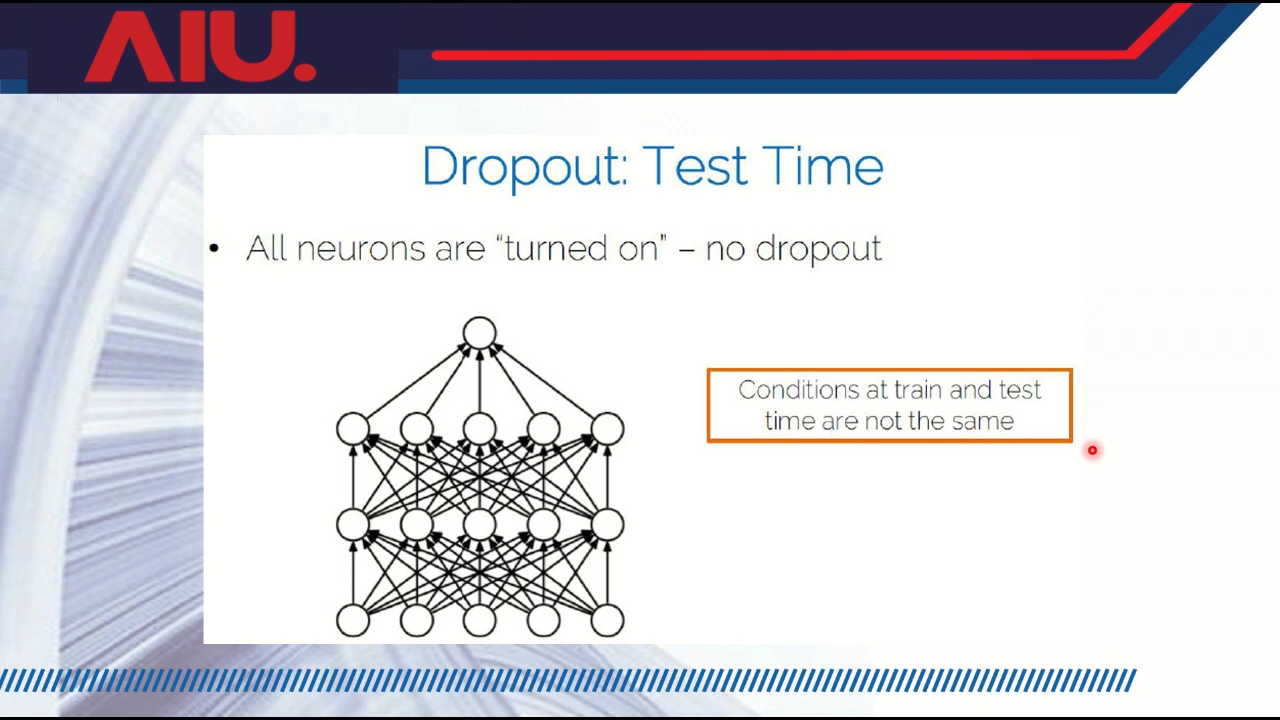 AIU.
Dropout: Test Time
• All neurons are “turned on” – no dropout
Conditions at train and test
time are not the same